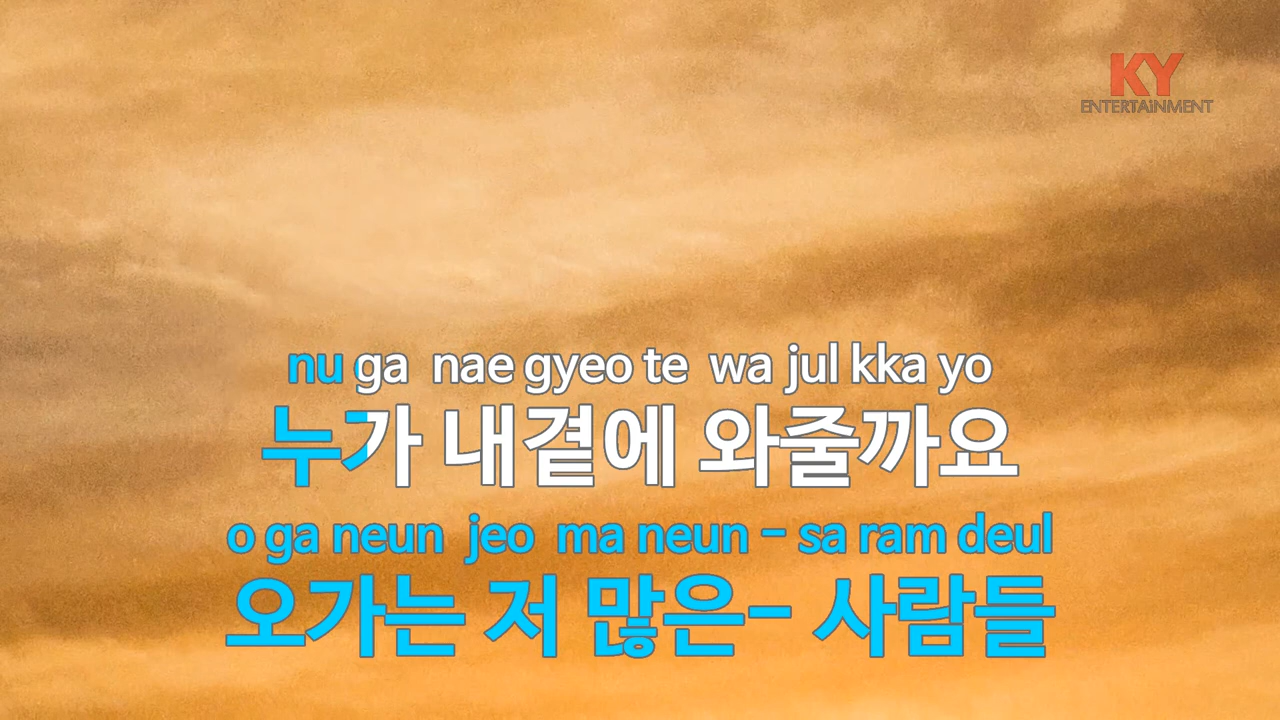 KY
ENTERTAiNMENT
nu ga nae gyeo te wa jul kka yo
누가 내곁에 와줄까요
o ga neun jeo ma neun - sa ram deul
오가는 저 많은- 사람들